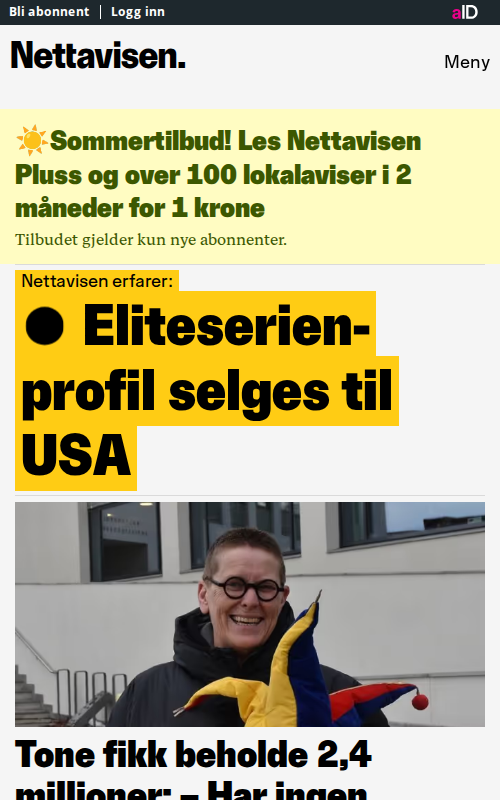 Bli abonnent | Logg inn
aID
Nettavisen.
Meny
☀️Sommertilbud! Les Nettavisen
Pluss og over 100 lokalaviser i 2
måneder for 1 krone
Tilbudet gjelder kun nye abonnenter.
Nettavisen erfarer:
● Eliteserien-
profil selges til
USA
Tone fikk beholde 2,4
millioner: – Har ingen